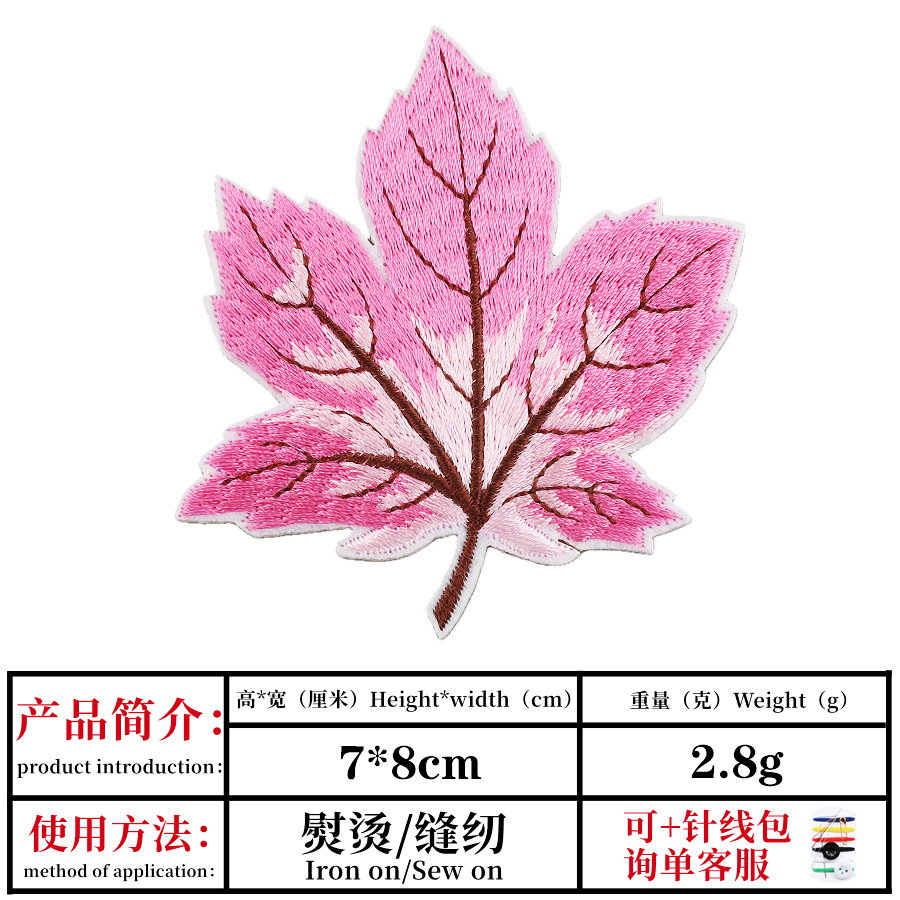 产品简介：
product introduction:
高*宽（厘米）Height*width（cm）
重量（克）Weight（g）
7*8cm
2.8g
使用方法：
method of application:
熨烫/缝纫
Iron on/Sew on
可+针线包
询单客服